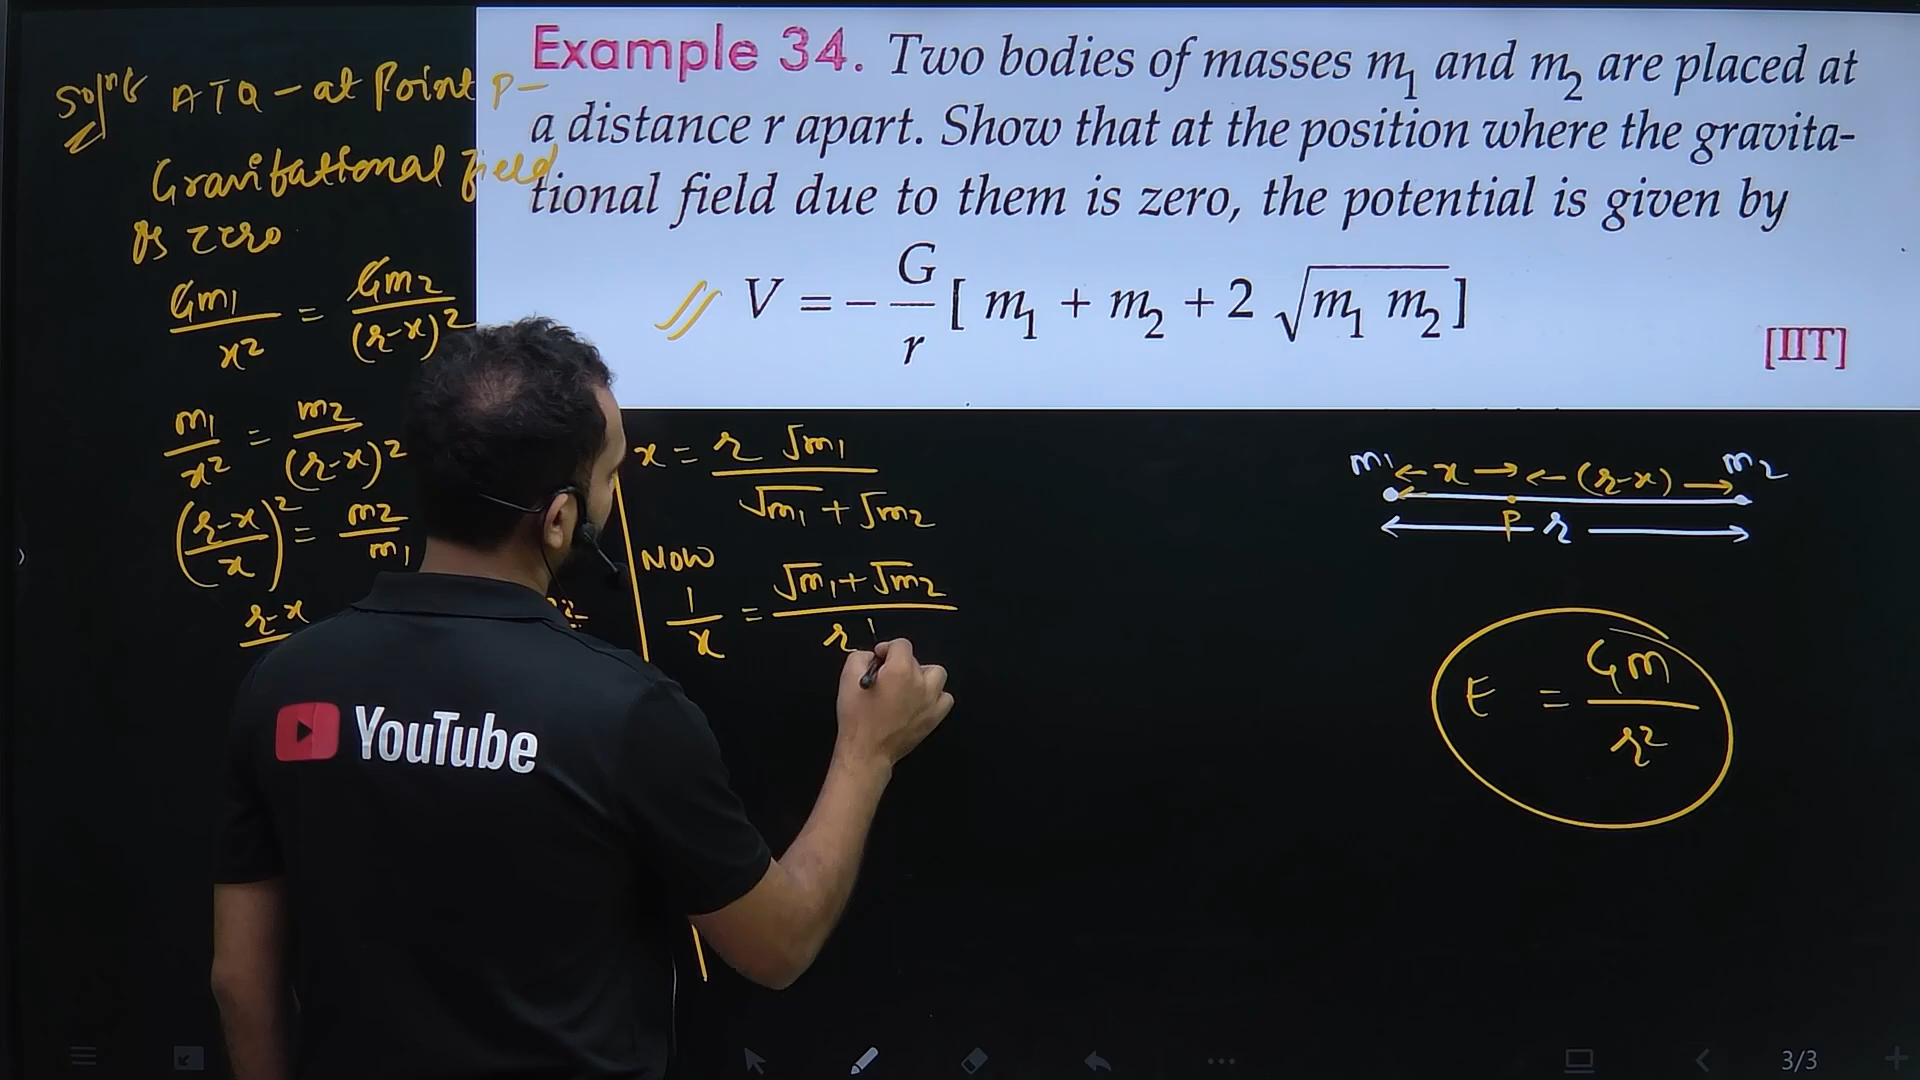 Example 34. Two bodies of masses m₁ and m₂ are placed at
a distance r apart. Show that at the position where the gravita-
tional field due to them is zero, the potential is given by
V = - G/r [ m₁ + m₂ + 2 √(m₁ m₂) ]
[IIT]
Solⁿ ATQ - at Point P -
Gravitational Field
is zero
Gm₁/x² = Gm₂/(r-x)²
m₁/x² = m₂/(r-x)²
((r-x)/x)² = m₂/m₁
r-x
x = r √m₁/(√m₁ + √m₂)
Now
1/x = (√m₁ + √m₂)/r
m₁ ← x → ← (r-x) → m₂
P r
E = Gm/r²
YouTube
3/3